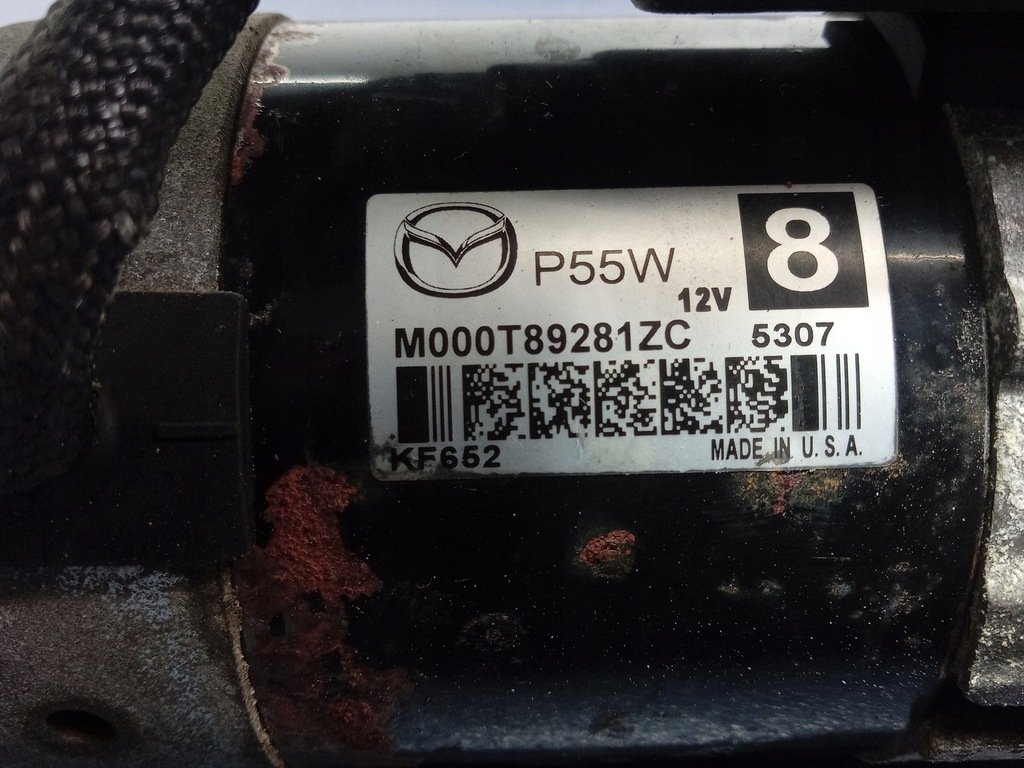 P55W
8
12V
M000T89281ZC 5307
KF652 MADE IN U.S.A.